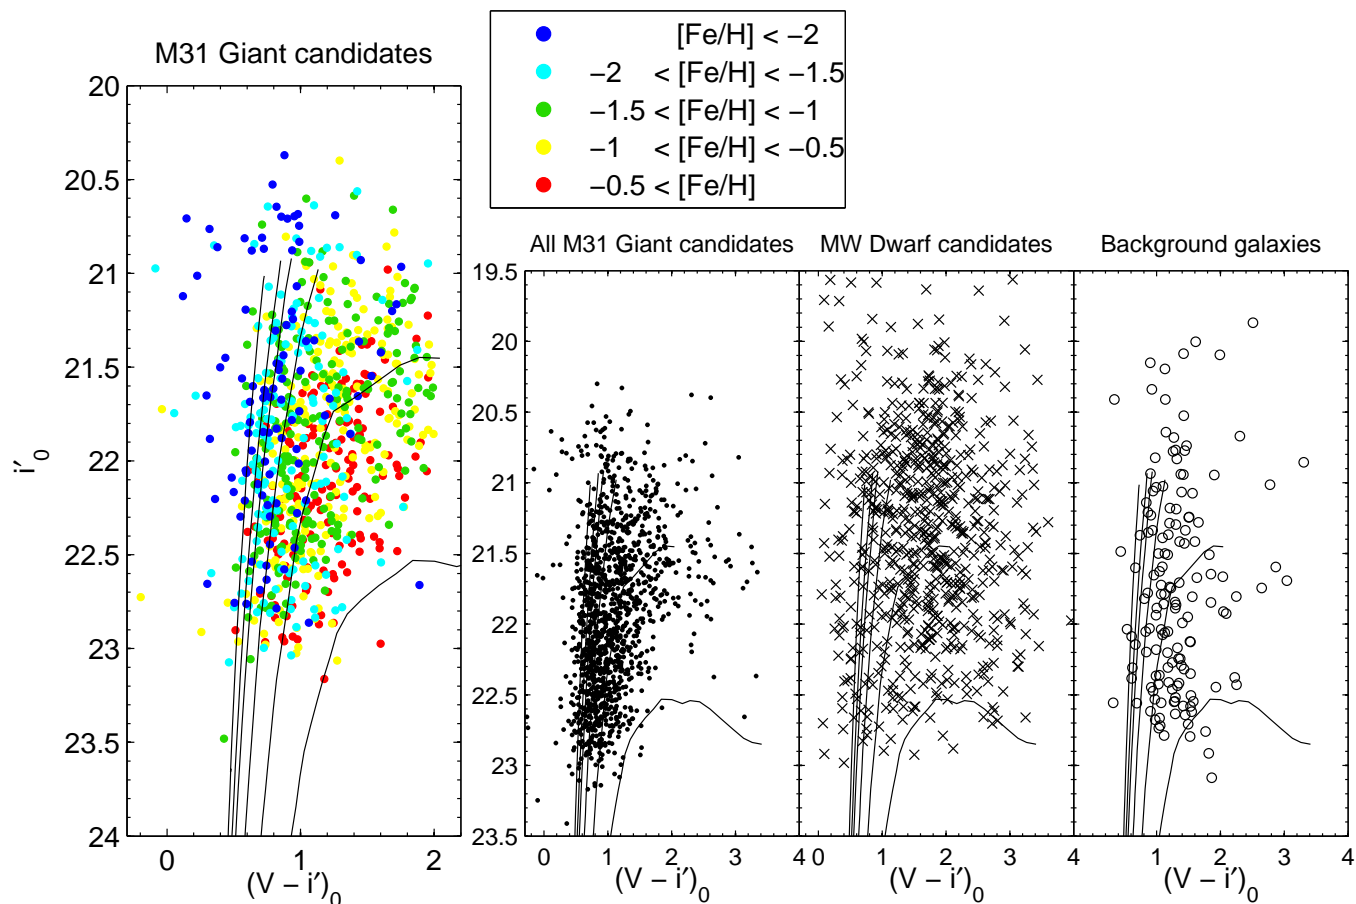 M31 Giant candidates
[Fe/H] < −2
−2 < [Fe/H] < −1.5
−1.5 < [Fe/H] < −1
−1 < [Fe/H] < −0.5
−0.5 < [Fe/H]
20
20.5
21
21.5
22
22.5
23
23.5
24
i′0
0 1 2
(V − i′)0
All M31 Giant candidates
MW Dwarf candidates
Background galaxies
19.5
20
20.5
21
21.5
22
22.5
23
23.5
0 1 2 3 4
0 1 2 3 4
1 2 3 4
(V − i′)0
(V − i′)0
(V − i′)0